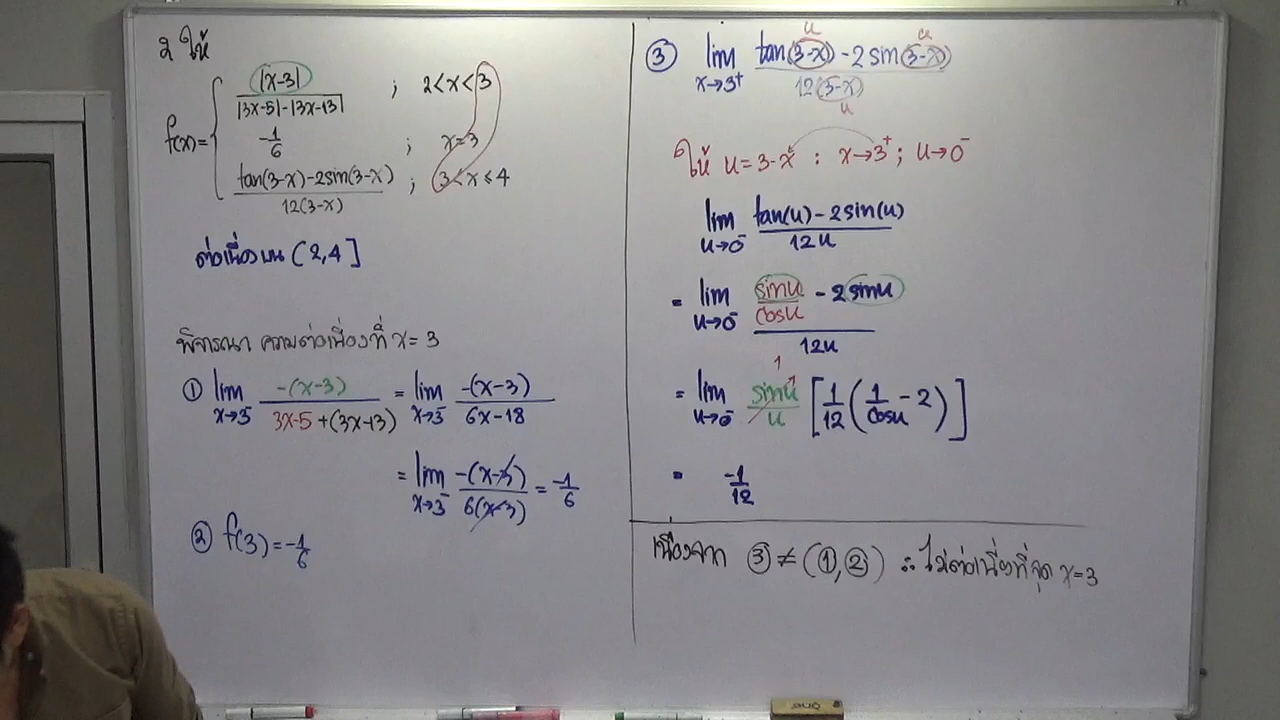 2 ให้
f(x) = { |x-3| / (|3x-5| - |3x-13|) ; 2 < x < 3
-1/6 ; x = 3
(tan(3-x) - 2sin(3-x)) / 12(3-x) ; 3 < x ≤ 4
ต่อเนื่องบน (2,4]
พิจารณา ความต่อเนื่องที่ x = 3
① lim x→3⁻ -(x-3) / (3x-5 + (3x-13)) = lim x→3⁻ -(x-3) / (6x-18)
= lim x→3⁻ -(x-3) / 6(x-3) = -1/6
② f(3) = -1/6
③ lim x→3⁺ (tan(3-x) - 2sin(3-x)) / 12(3-x)
u u
u
ให้ u = 3-x : x→3⁺ ; u→0⁻
lim u→0⁻ (tan(u) - 2sin(u)) / 12u
= lim u→0⁻ (sinu/cosu - 2sinu) / 12u
= lim u→0⁻ sinu/u [1/12 (1/cosu - 2)]
1
= -1/12
เนื่องจาก ③ ≠ (①,②) ∴ ไม่ต่อเนื่องที่จุด x = 3